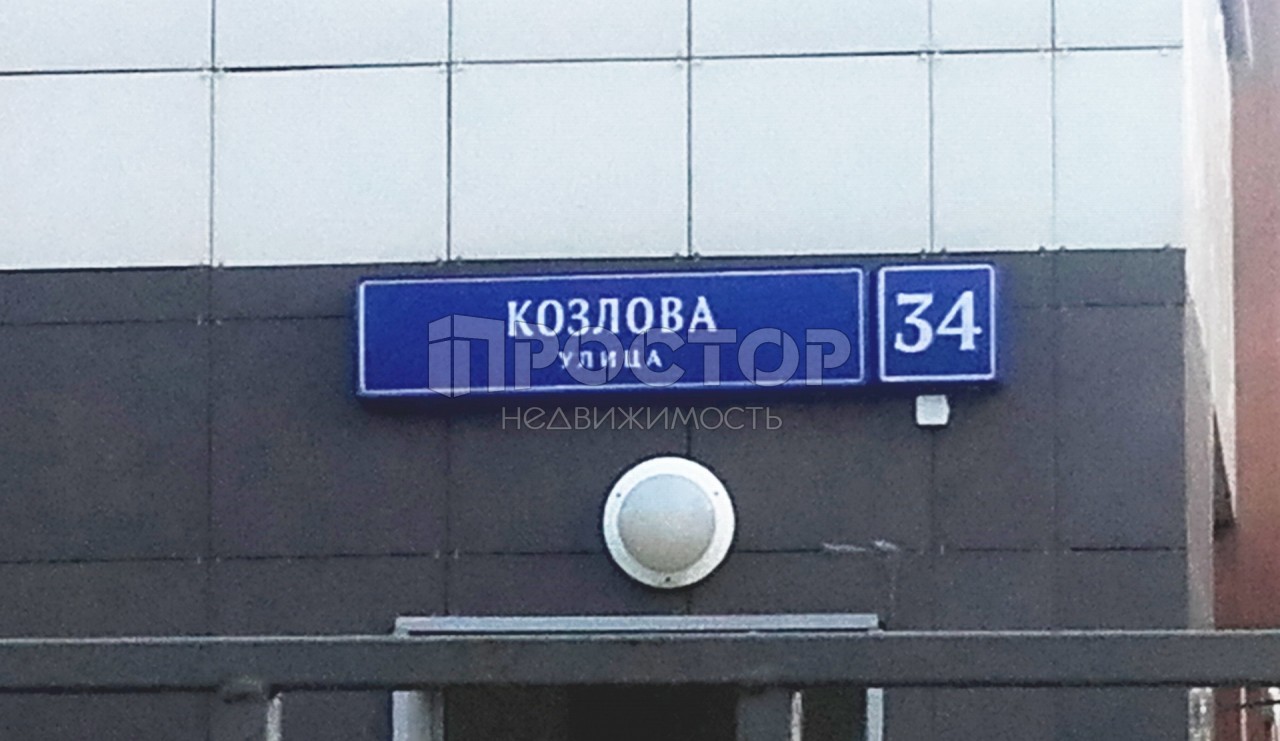 КОЗЛОВА
УЛИЦА
34
ПРОСТОР
НЕДВИЖИМОСТЬ